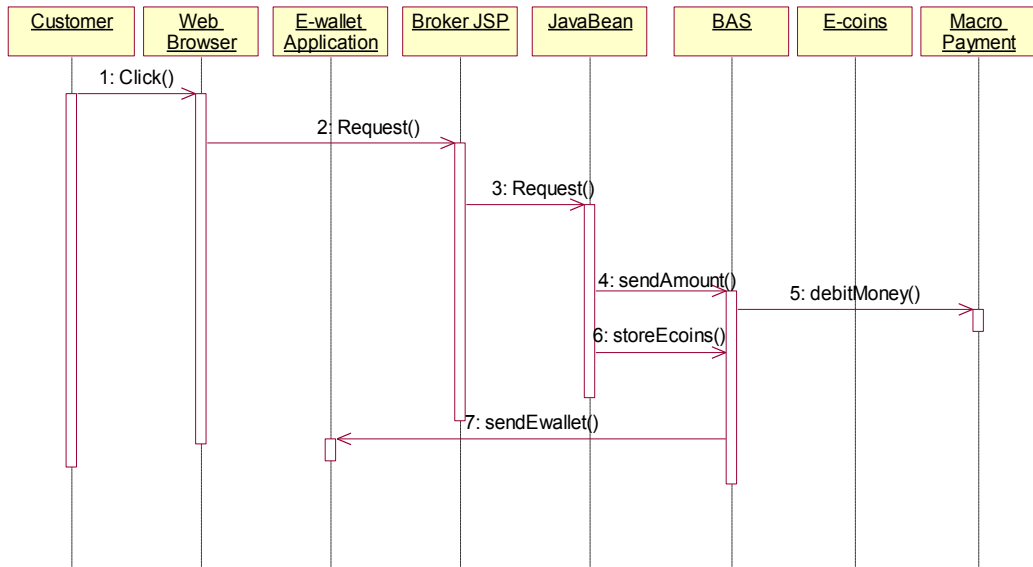 Customer
Web
Browser
E-wallet
Application
Broker JSP
JavaBean
BAS
E-coins
Macro
Payment
1: Click()
2: Request()
3: Request()
4: sendAmount()
5: debitMoney()
6: storeEcoins()
7: sendEwallet()